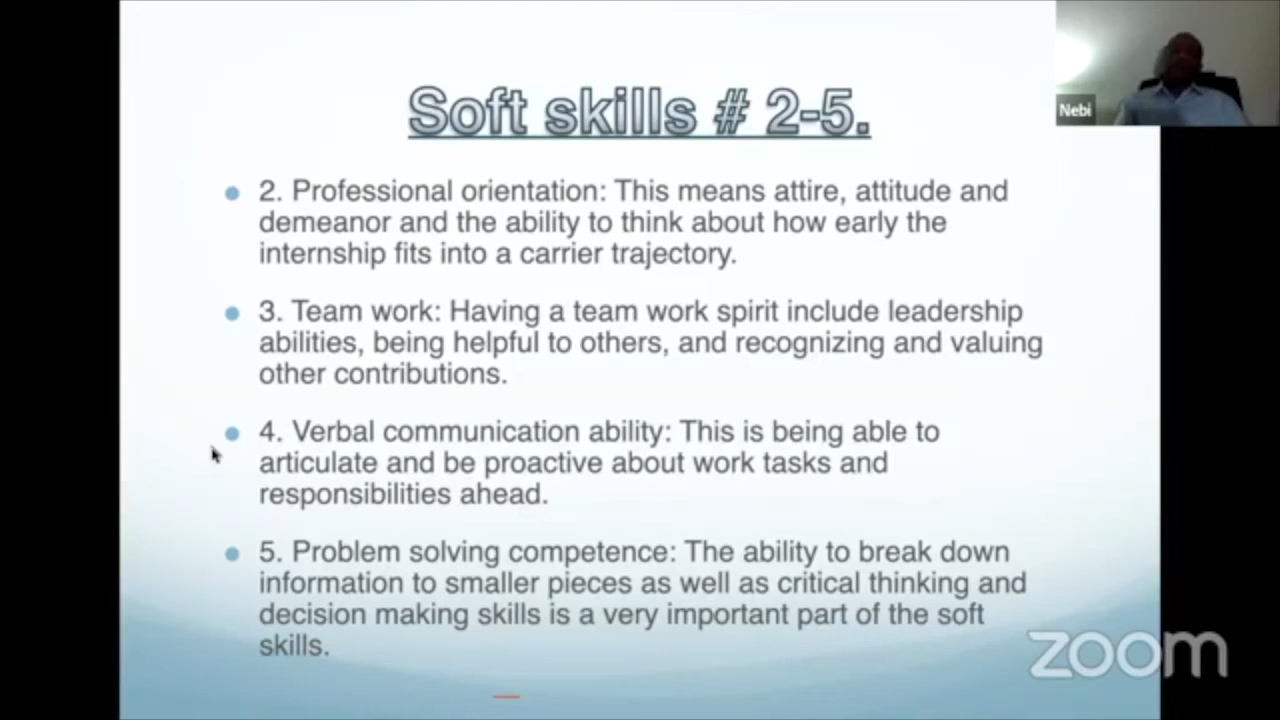 Soft skills # 2-5.
Nebi
2. Professional orientation: This means attire, attitude and
demeanor and the ability to think about how early the
internship fits into a carrier trajectory.
3. Team work: Having a team work spirit include leadership
abilities, being helpful to others, and recognizing and valuing
other contributions.
4. Verbal communication ability: This is being able to
articulate and be proactive about work tasks and
responsibilities ahead.
5. Problem solving competence: The ability to break down
information to smaller pieces as well as critical thinking and
decision making skills is a very important part of the soft
skills.
zoom